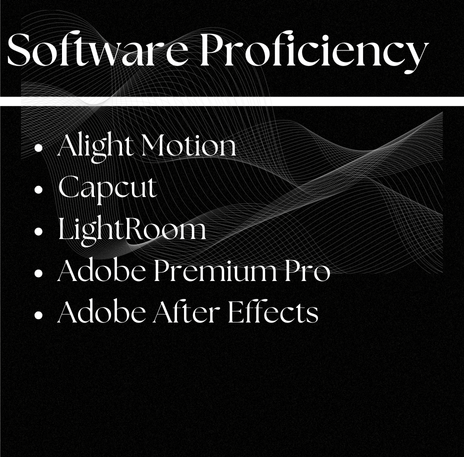 Software Proficiency
• Alight Motion
• Capcut
• LightRoom
• Adobe Premium Pro
• Adobe After Effects